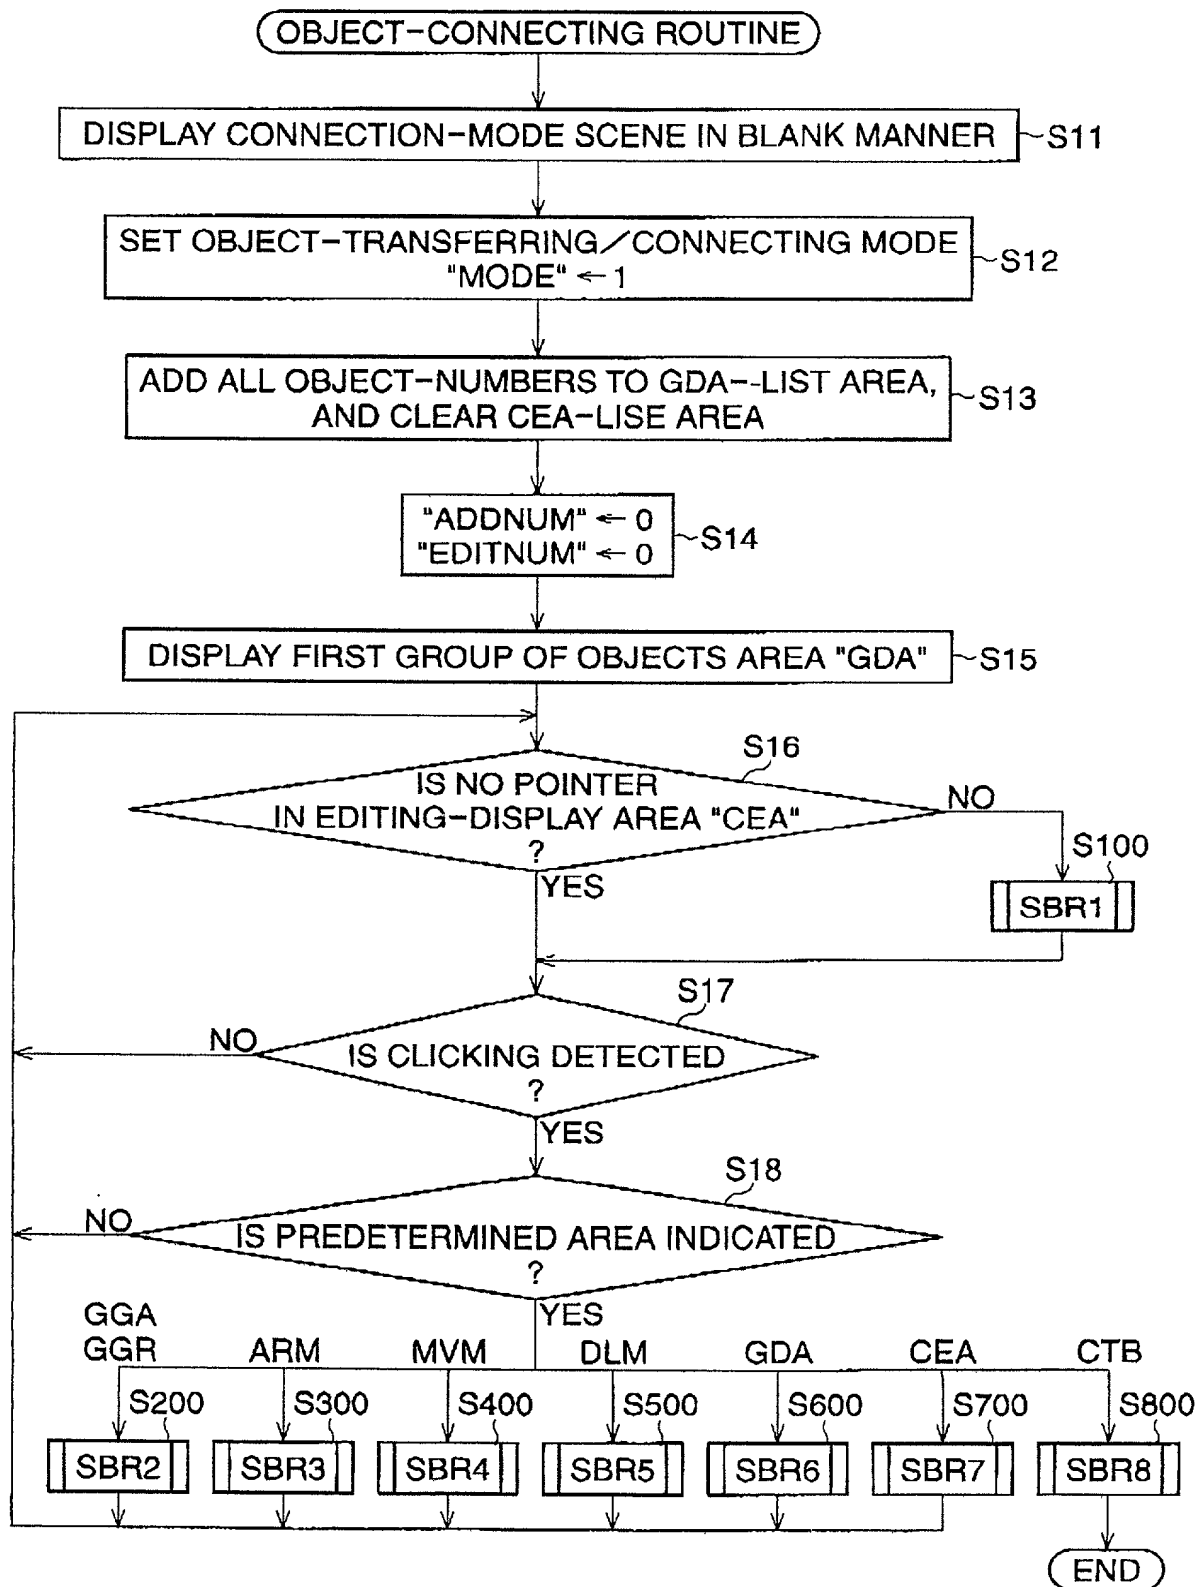 OBJECT-CONNECTING ROUTINE
DISPLAY CONNECTION-MODE SCENE IN BLANK MANNER
S11
SET OBJECT-TRANSFERRING/CONNECTING MODE
"MODE" ← 1
S12
ADD ALL OBJECT-NUMBERS TO GDA--LIST AREA,
AND CLEAR CEA-LISE AREA
S13
"ADDNUM" ← 0
"EDITNUM" ← 0
S14
DISPLAY FIRST GROUP OF OBJECTS AREA "GDA"
S15
S16
IS NO POINTER
IN EDITING-DISPLAY AREA "CEA"
?
NO
YES
S100
SBR1
S17
NO
IS CLICKING DETECTED
?
YES
S18
NO
IS PREDETERMINED AREA INDICATED
?
YES
GGA
GGR ARM MVM DLM GDA CEA CTB
S200 S300 S400 S500 S600 S700 S800
SBR2 SBR3 SBR4 SBR5 SBR6 SBR7 SBR8
END